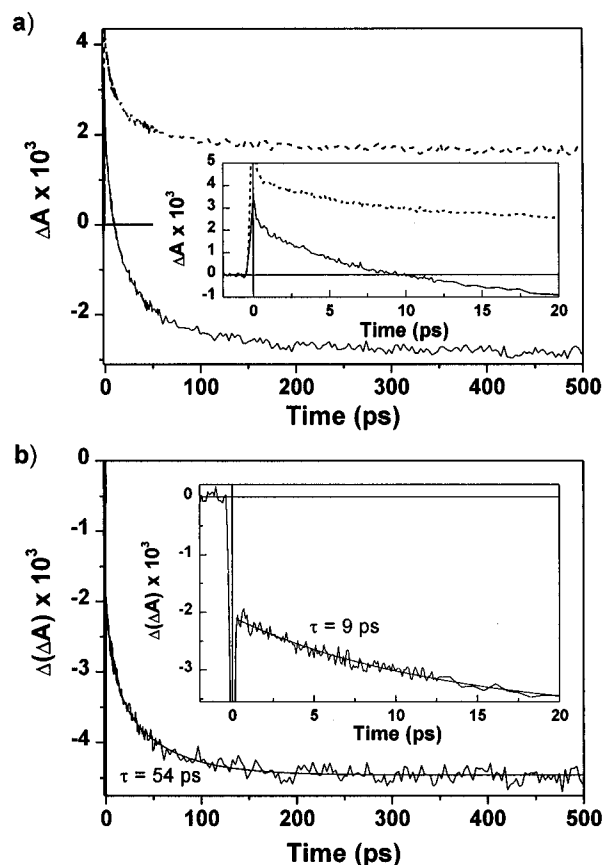 a)
4
2
0
-2
ΔA x 10³
5
4
3
2
1
0
-1
ΔA x 10³
0 5 10 15 20
Time (ps)
0 100 200 300 400 500
Time (ps)
b)
0
-1
-2
-3
-4
Δ(ΔA) x 10³
0
-1
-2
-3
Δ(ΔA) x 10³
τ = 9 ps
0 5 10 15 20
Time (ps)
τ = 54 ps
0 100 200 300 400 500
Time (ps)